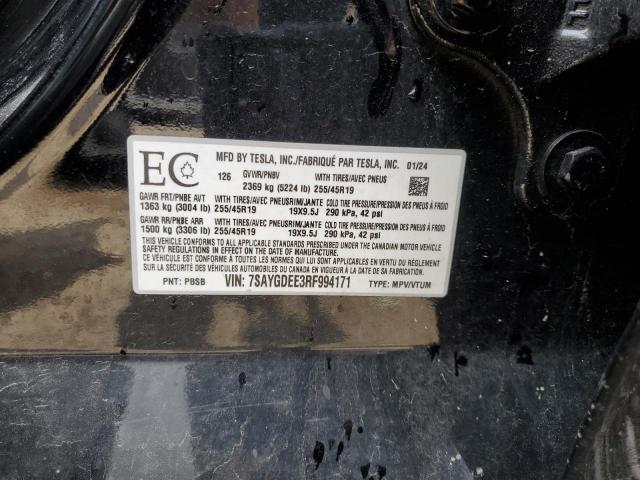 EC
MFD BY TESLA, INC./FABRIQUÉ PAR TESLA, INC. 01/24
126 GVWR/PNBV WITH TIRES/AVEC PNEUS
2369 kg (5224 lb) 255/45R19
GAWR FRT/PNBE AVT WITH TIRES/AVEC PNEUS RIM/JANTE COLD TIRE PRESSURE/PRESSION DES PNEUS À FROID
1363 kg (3004 lb) 255/45R19 19X9.5J 290 kPa, 42 psi
GAWR RR/PNBE ARR WITH TIRES/AVEC PNEUS RIM/JANTE COLD TIRE PRESSURE/PRESSION DES PNEUS À FROID
1500 kg (3306 lb) 255/45R19 19X9.5J 290 kPa, 42 psi
THIS VEHICLE CONFORMS TO ALL APPLICABLE STANDARDS PRESCRIBED UNDER THE CANADIAN MOTOR VEHICLE
SAFETY REGULATIONS IN EFFECT ON THE DATE OF MANUFACTURE
CE VÉHICULE EST CONFORME À TOUTES LES NORMES QUI LUI SONT APPLICABLES EN VERTU DU RÈGLEMENT SUR LA
SÉCURITÉ DES VÉHICULES AUTOMOBILES DU CANADA EN VIGUEUR À LA DATE DE SA FABRICATION
PNT: PBSB VIN: 7SAYGDEE3RF994171 TYPE: MPV/VTUM